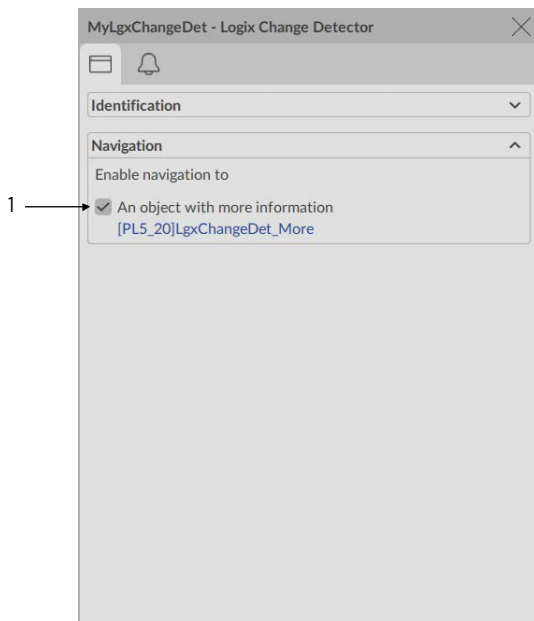 MyLgxChangeDet - Logix Change Detector
Identification
Navigation
Enable navigation to
1
An object with more information
[PL5_20]LgxChangeDet_More